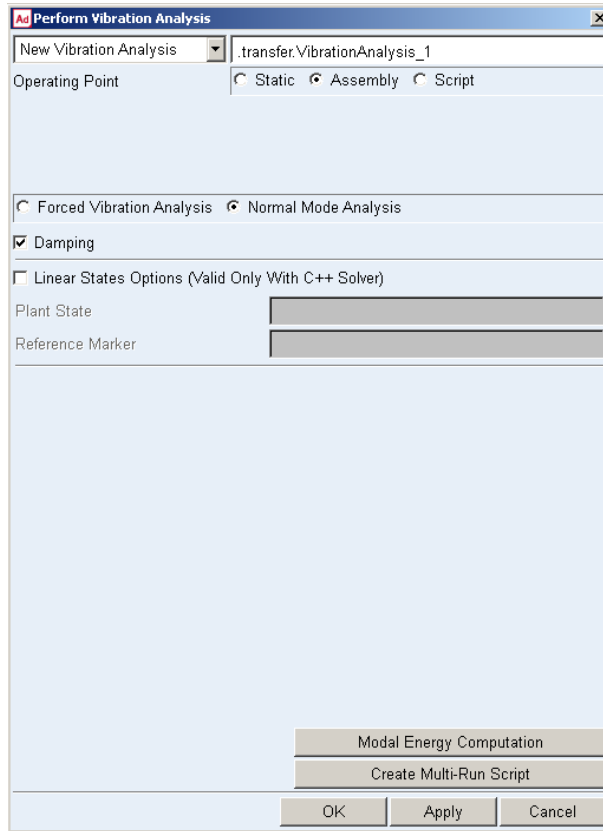 Ad Perform Vibration Analysis
New Vibration Analysis .transfer.VibrationAnalysis_1
Operating Point Static Assembly Script
Forced Vibration Analysis Normal Mode Analysis
Damping
Linear States Options (Valid Only With C++ Solver)
Plant State
Reference Marker
Modal Energy Computation
Create Multi-Run Script
OK Apply Cancel